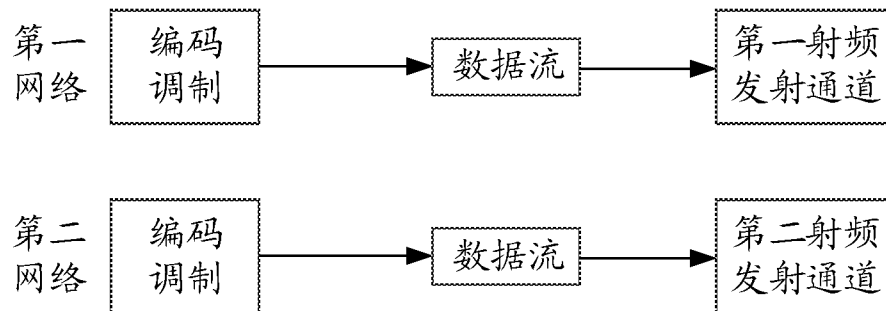 第一
网络
编码
调制
数据流
第一射频
发射通道
第二
网络
编码
调制
数据流
第二射频
发射通道